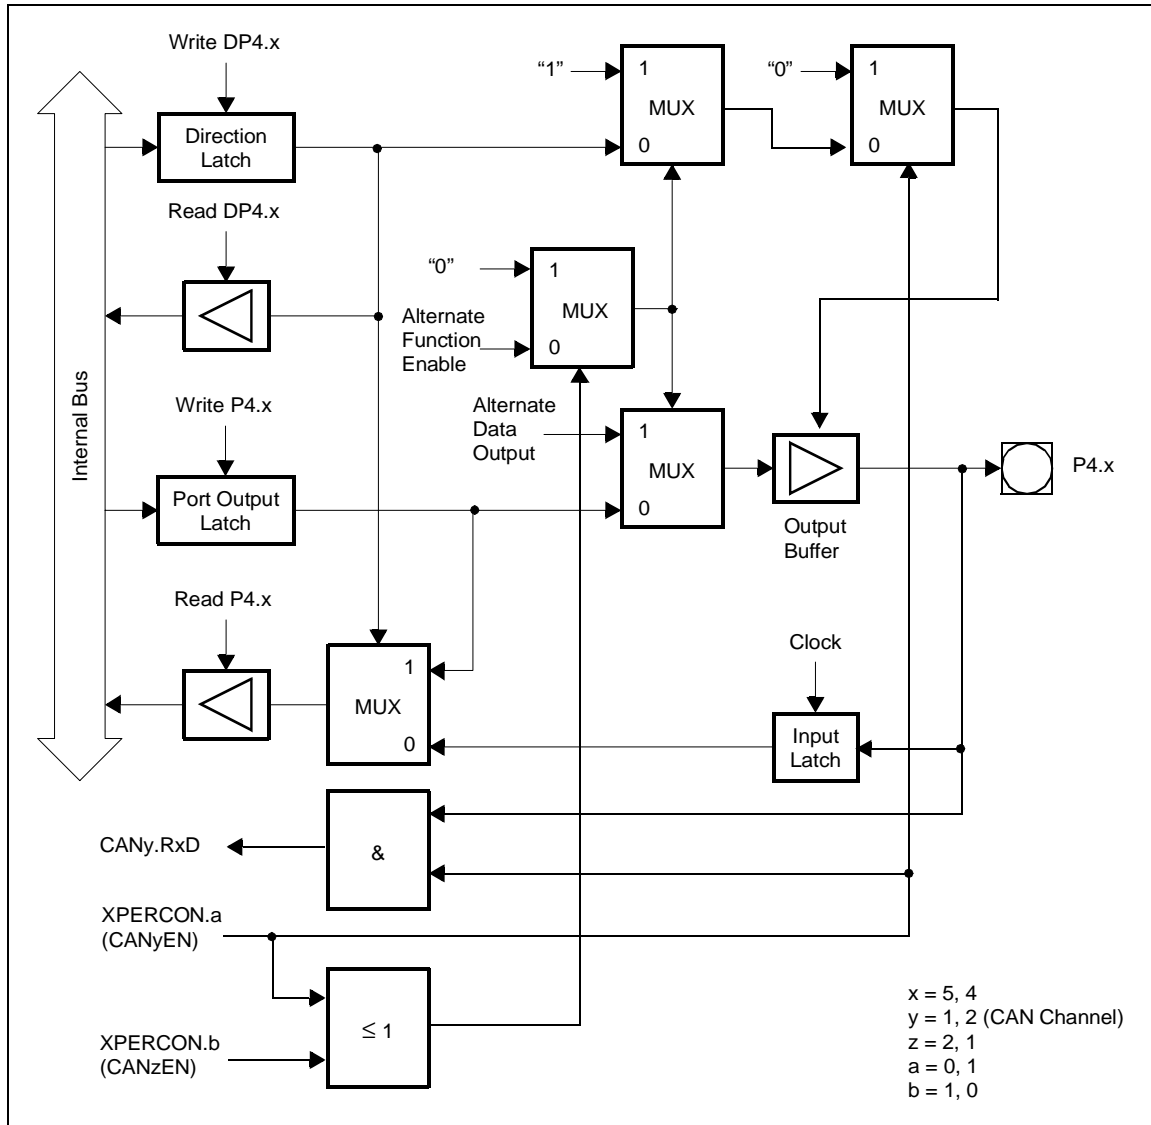 Write DP4.x
“1”
1
MUX
0
“0”
1
MUX
0
Direction
Latch
Read DP4.x
“0”
1
MUX
0
Alternate
Function
Enable
Internal Bus
Write P4.x
Alternate
Data
Output
1
MUX
0
P4.x
Port Output
Latch
Output
Buffer
Read P4.x
Clock
1
MUX
0
Input
Latch
CANy.RxD
&
XPERCON.a
(CANyEN)
≤ 1
XPERCON.b
(CANzEN)
x = 5, 4
y = 1, 2 (CAN Channel)
z = 2, 1
a = 0, 1
b = 1, 0